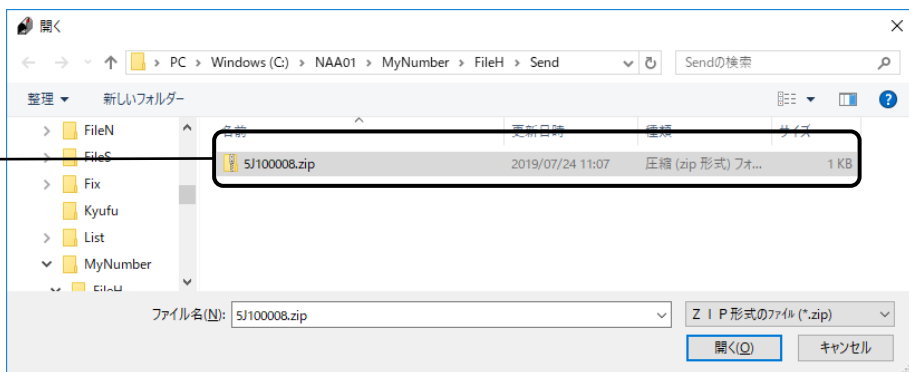 開く
PC > Windows (C:) > NAA01 > MyNumber > FileH > Send
Sendの検索
整理
新しいフォルダー
名前 更新日時 種類 サイズ
FileN
FileS
Fix
Kyufu
List
MyNumber
FileH
5J100008.zip 2019/07/24 11:07 圧縮 (zip 形式) フォ... 1 KB
ファイル名(N): 5J100008.zip
ＺＩＰ形式のﾌｧｲﾙ (*.zip)
開く(O) キャンセル